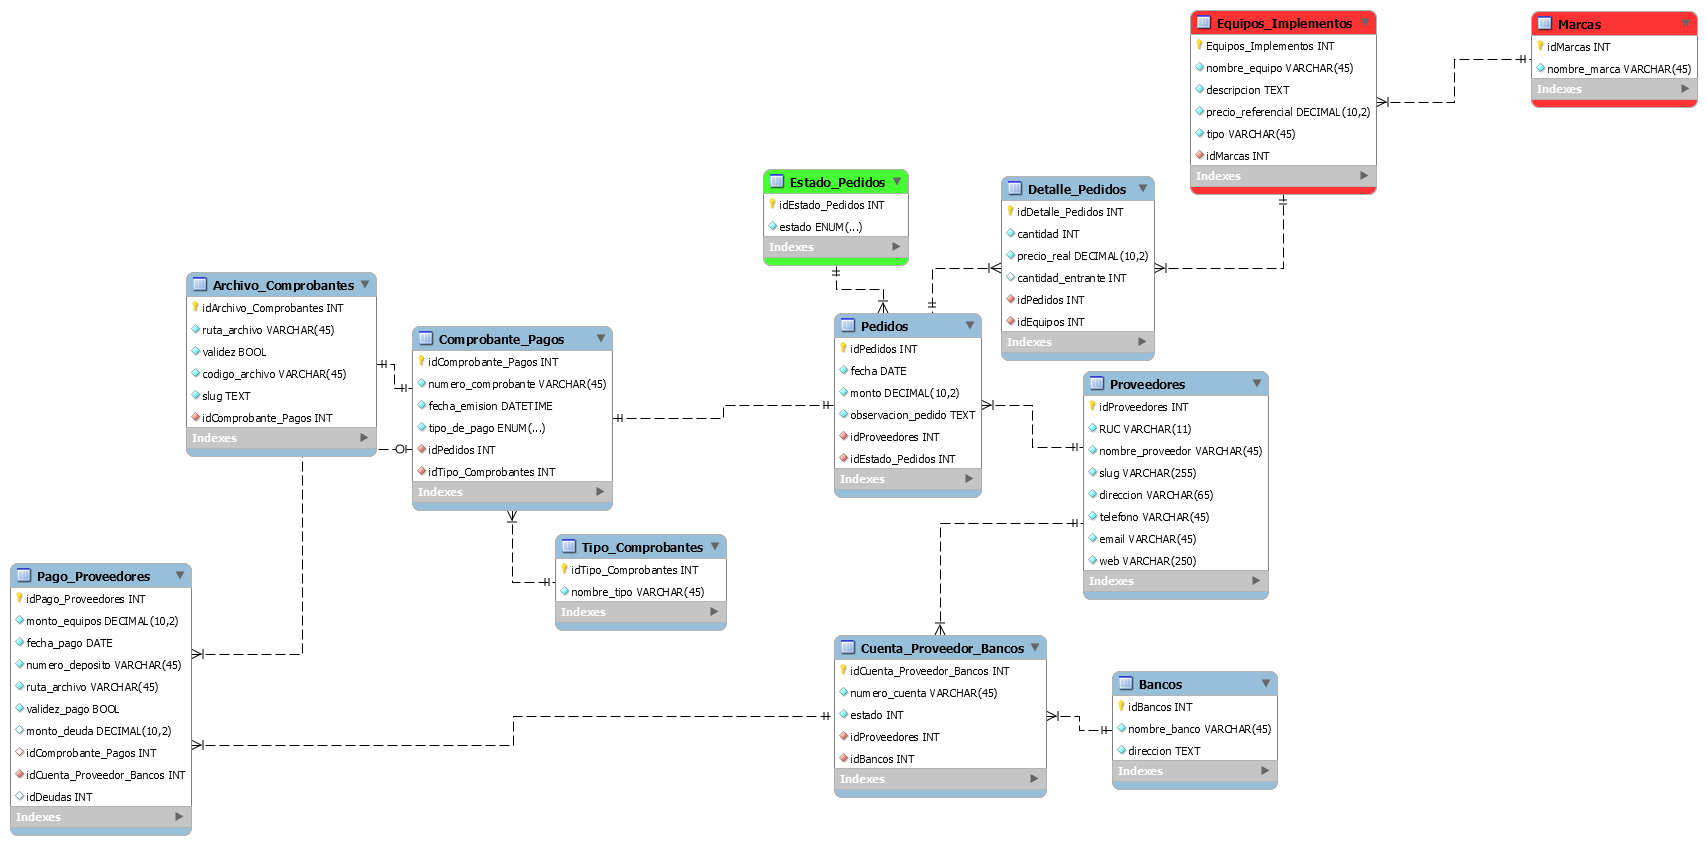 Equipos_Implementos
Equipos_Implementos INT
nombre_equipo VARCHAR(45)
descripcion TEXT
precio_referencial DECIMAL(10,2)
tipo VARCHAR(45)
idMarcas INT
Indexes
Marcas
idMarcas INT
nombre_marca VARCHAR(45)
Indexes
Estado_Pedidos
idEstado_Pedidos INT
estado ENUM(...)
Indexes
Detalle_Pedidos
idDetalle_Pedidos INT
cantidad INT
precio_real DECIMAL(10,2)
cantidad_entrante INT
idPedidos INT
idEquipos INT
Indexes
Archivo_Comprobantes
idArchivo_Comprobantes INT
ruta_archivo VARCHAR(45)
validez BOOL
codigo_archivo VARCHAR(45)
slug TEXT
idComprobante_Pagos INT
Indexes
Comprobante_Pagos
idComprobante_Pagos INT
numero_comprobante VARCHAR(45)
fecha_emision DATETIME
tipo_de_pago ENUM(...)
idPedidos INT
idTipo_Comprobantes INT
Indexes
Pedidos
idPedidos INT
fecha DATE
monto DECIMAL(10,2)
observacion_pedido TEXT
idProveedores INT
idEstado_Pedidos INT
Indexes
Proveedores
idProveedores INT
RUC VARCHAR(11)
nombre_proveedor VARCHAR(45)
slug VARCHAR(255)
direccion VARCHAR(65)
telefono VARCHAR(45)
email VARCHAR(45)
web VARCHAR(250)
Indexes
Tipo_Comprobantes
idTipo_Comprobantes INT
nombre_tipo VARCHAR(45)
Indexes
Pago_Proveedores
idPago_Proveedores INT
monto_equipos DECIMAL(10,2)
fecha_pago DATE
numero_deposito VARCHAR(45)
ruta_archivo VARCHAR(45)
validez_pago BOOL
monto_deuda DECIMAL(10,2)
idComprobante_Pagos INT
idCuenta_Proveedor_Bancos INT
idDeudas INT
Indexes
Cuenta_Proveedor_Bancos
idCuenta_Proveedor_Bancos INT
numero_cuenta VARCHAR(45)
estado INT
idProveedores INT
idBancos INT
Indexes
Bancos
idBancos INT
nombre_banco VARCHAR(45)
direccion TEXT
Indexes